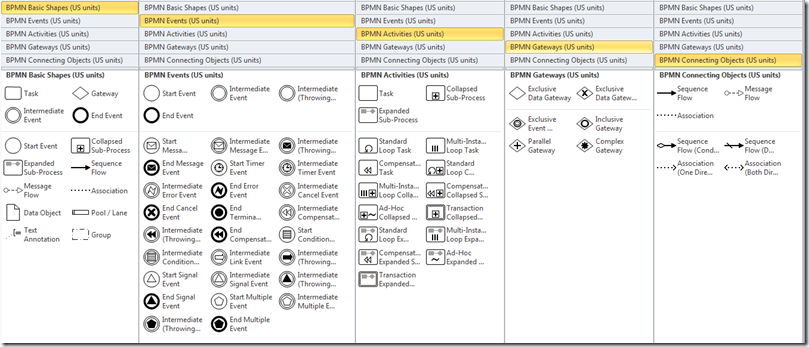 BPMN Basic Shapes (US units)
BPMN Events (US units)
BPMN Activities (US units)
BPMN Gateways (US units)
BPMN Connecting Objects (US units)
BPMN Basic Shapes (US units)
Task
Gateway
Intermediate
Event
End Event
Start Event
Collapsed
Sub-Process
Expanded
Sub-Process
Sequence
Flow
Message
Flow
Association
Data Object
Pool / Lane
Text
Annotation
Group
BPMN Basic Shapes (US units)
BPMN Events (US units)
BPMN Activities (US units)
BPMN Gateways (US units)
BPMN Connecting Objects (US units)
BPMN Events (US units)
Start Event
Intermediate
Event
Intermediate
(Throwing...
End Event
Start
Messa...
Intermediate
Message E...
Intermediate
(Throwing...
End Message
Event
Start Timer
Event
Intermediate
Timer Event
Intermediate
Error Event
End Error
Event
Intermediate
Cancel Event
End Cancel
Event
End
Termina...
Intermediate
Compensat...
Intermediate
(Throwing...
End
Compensat...
Start
Condition...
Intermediate
Condition...
Intermediate
Link Event
Intermediate
(Throwing...
Start Signal
Event
Intermediate
Signal Event
Intermediate
(Throwing...
End Signal
Event
Start Multiple
Event
Intermediate
Multiple E...
Intermediate
(Throwing...
End Multiple
Event
BPMN Basic Shapes (US units)
BPMN Events (US units)
BPMN Activities (US units)
BPMN Gateways (US units)
BPMN Connecting Objects (US units)
BPMN Activities (US units)
Task
Collapsed
Sub-Process
Expanded
Sub-Process
Standard
Loop Task
Multi-Insta...
Loop Task
Compensat...
Task
Standard
Loop C...
Multi-Insta...
Loop Colla...
Compensat...
Collapsed S...
Ad-Hoc
Collapsed ...
Transaction
Collapsed...
Standard
Loop Ex...
Multi-Insta...
Loop Expa...
Compensat...
Expanded S...
Ad-Hoc
Expanded ...
Transaction
Expanded
BPMN Basic Shapes (US units)
BPMN Events (US units)
BPMN Activities (US units)
BPMN Gateways (US units)
BPMN Connecting Objects (US units)
BPMN Gateways (US units)
Exclusive
Data Gateway
Exclusive
Data Gatew...
Exclusive
Event ...
Inclusive
Gateway
Parallel
Gateway
Complex
Gateway
BPMN Basic Shapes (US units)
BPMN Events (US units)
BPMN Activities (US units)
BPMN Gateways (US units)
BPMN Connecting Objects (US units)
BPMN Connecting Objects (US units)
Sequence
Flow
Message
Flow
Association
Sequence
Flow (Cond...
Sequence
Flow (D...
Association
(One Dire...
Association
(Both Dir...